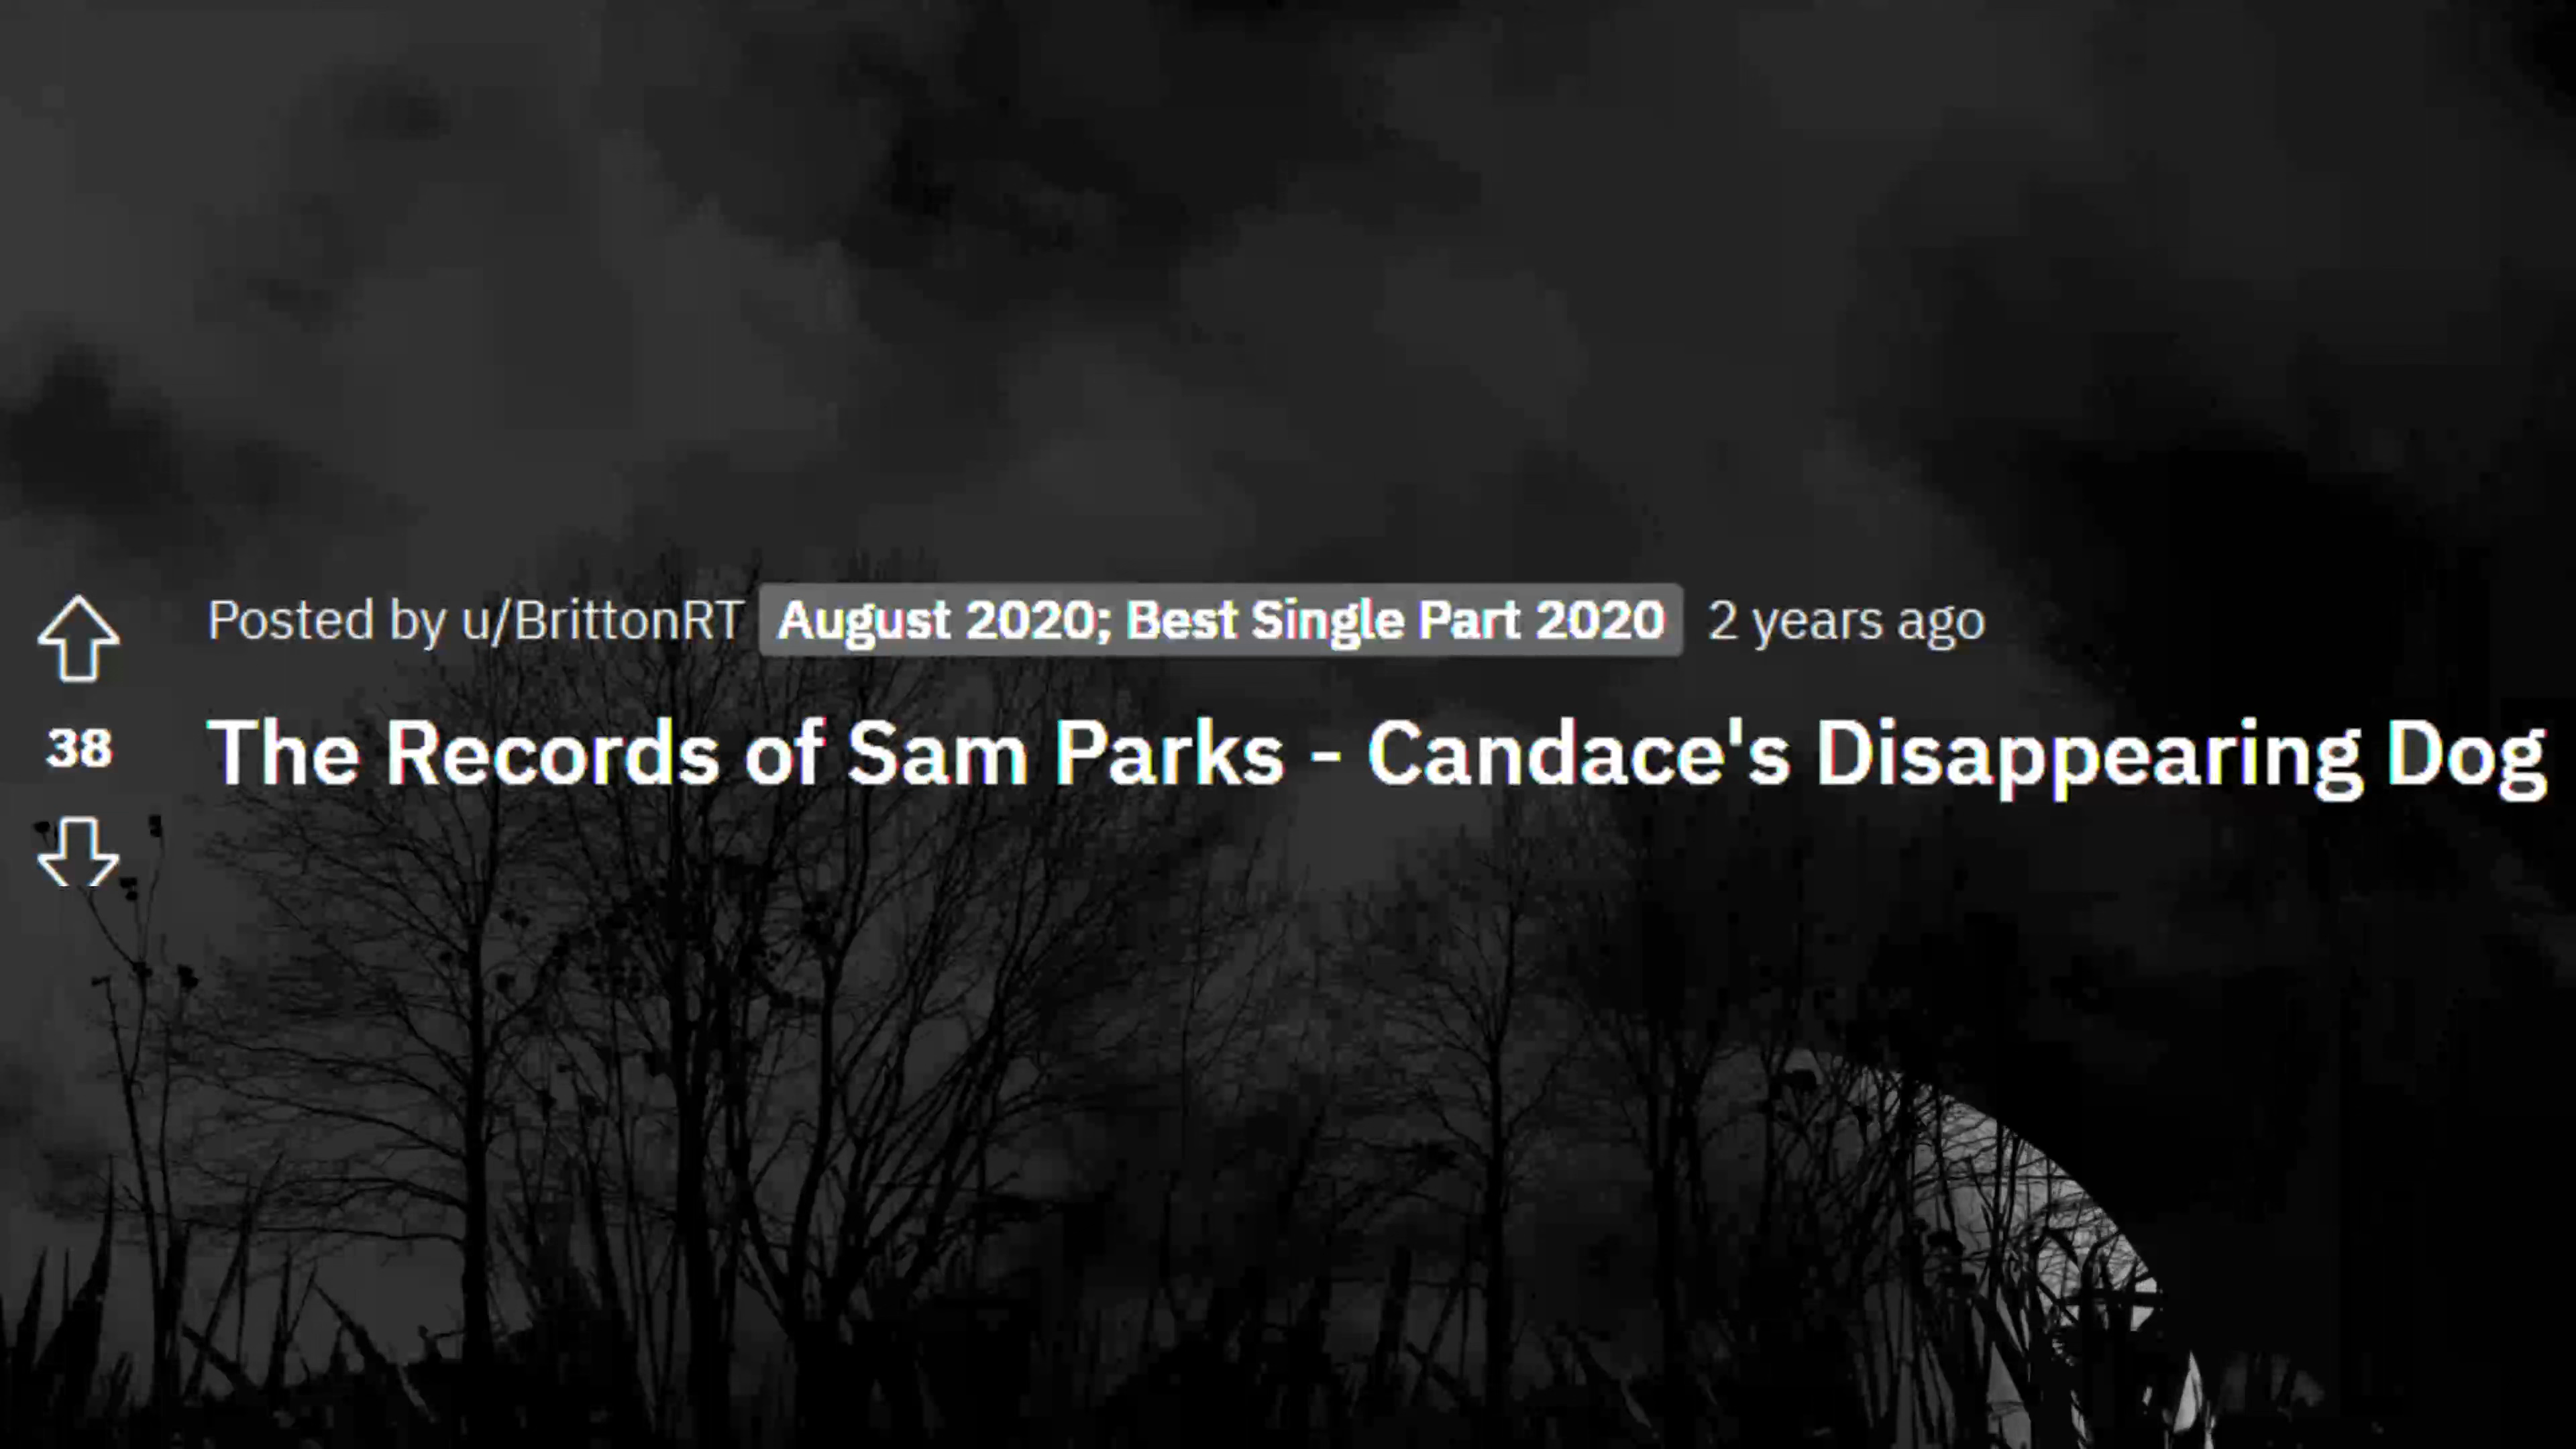 Posted by u/BrittonRT August 2020; Best Single Part 2020 2 years ago
38 The Records of Sam Parks - Candace's Disappearing Dog